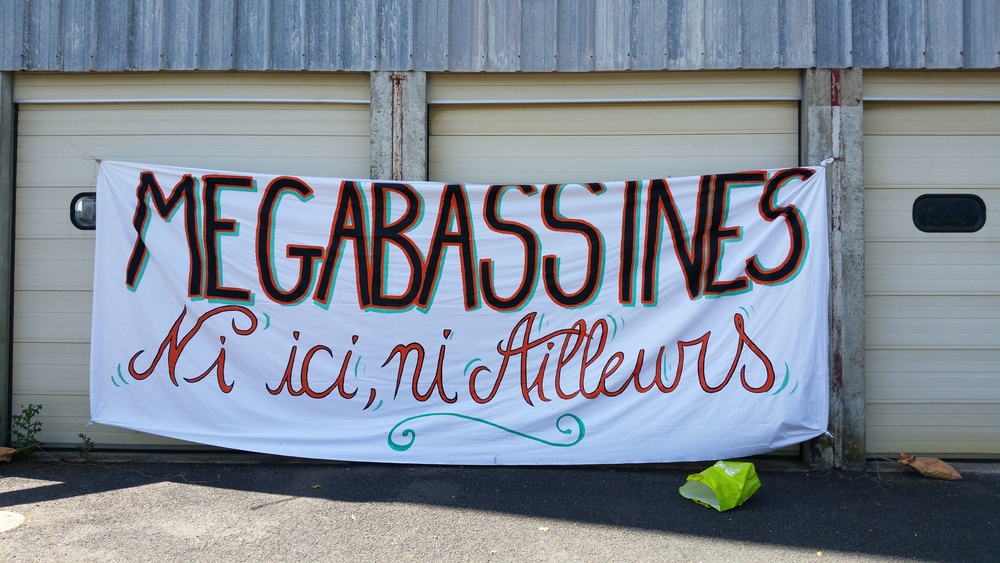 MEGABASSINES
Ni ici, ni Ailleurs